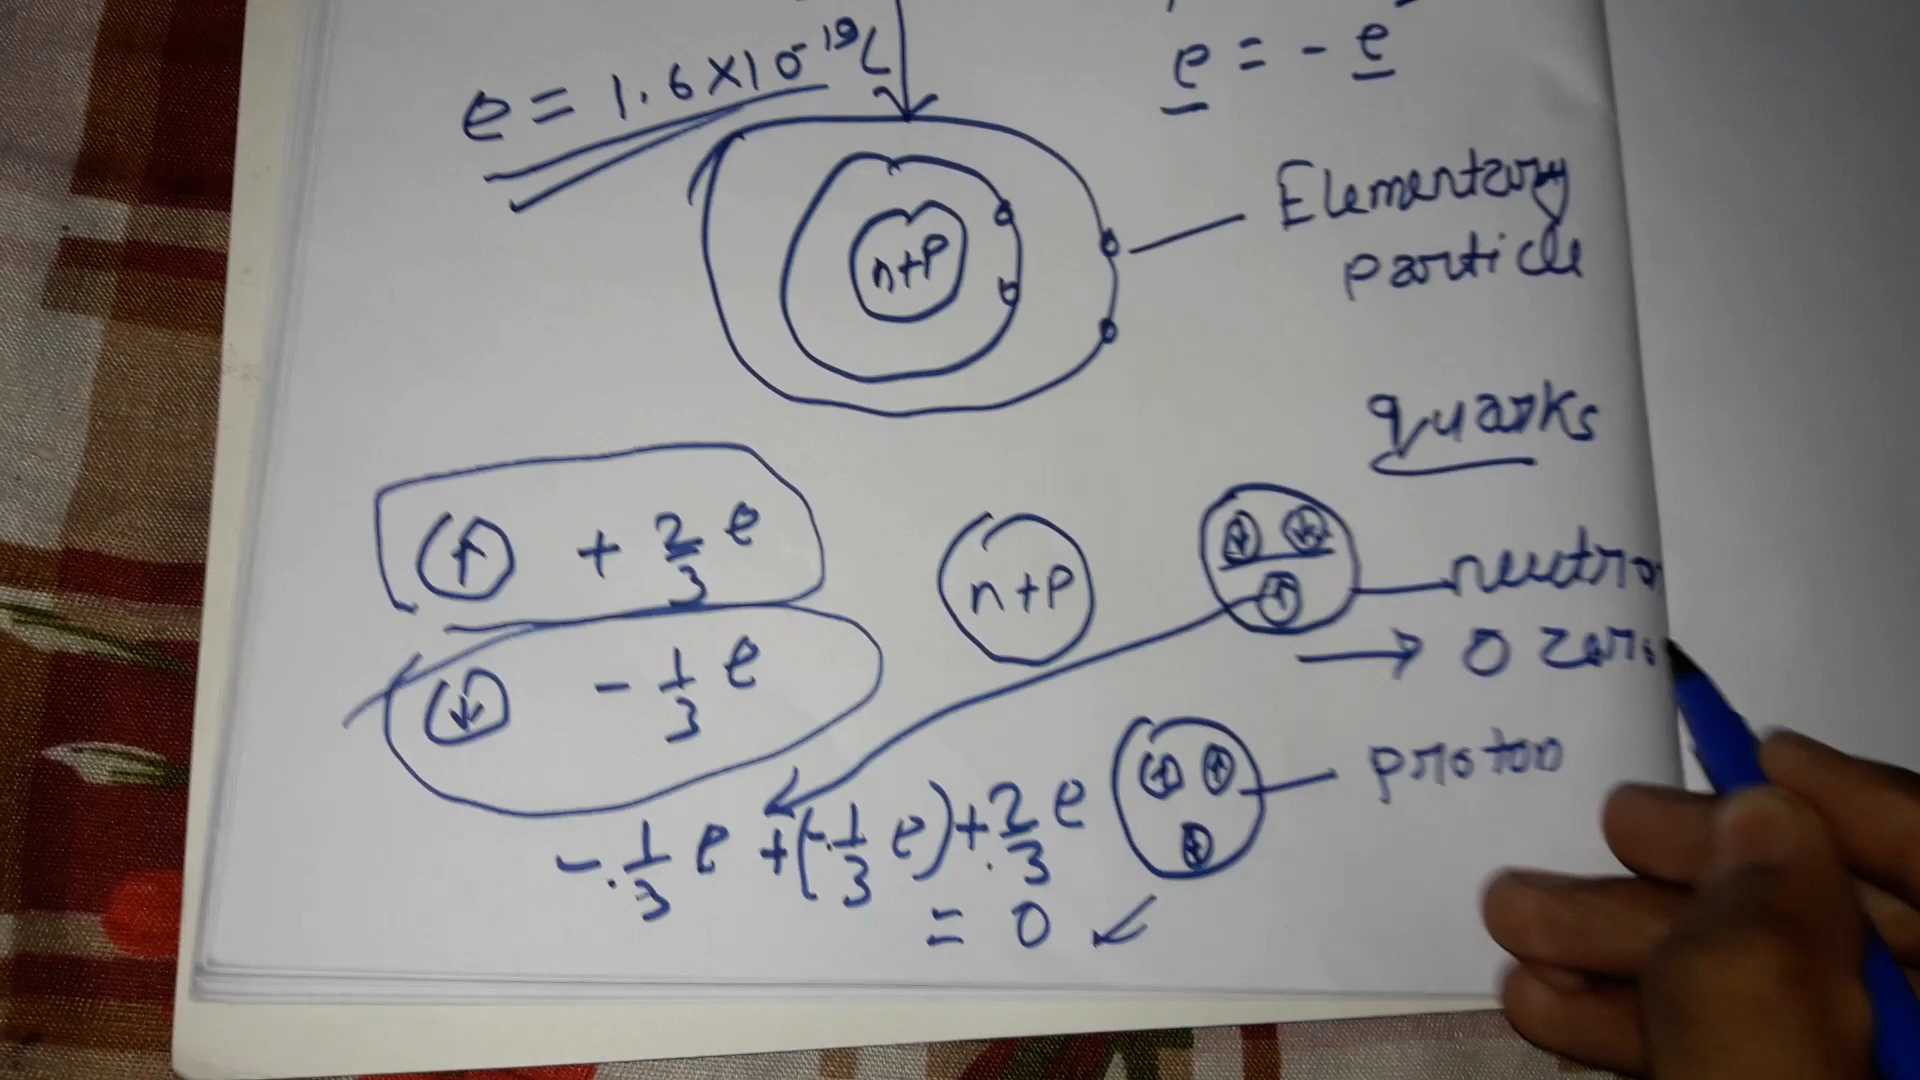 e = 1.6×10⁻¹⁹C
e = - e
n+p
Elementary
particle
quarks
↑ + 2/3 e
n+p
↓ ↓
↑
neutron
→ 0 zero
↓ - 1/3 e
↑ ↑
↓
proton
- 1/3 e + (- 1/3 e) + 2/3 e
= 0